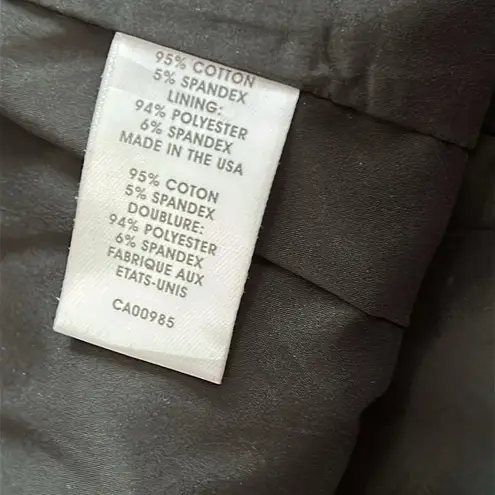 95% COTTON
5% SPANDEX
LINING:
94% POLYESTER
6% SPANDEX
MADE IN THE USA
95% COTON
5% SPANDEX
DOUBLURE:
94% POLYESTER
6% SPANDEX
FABRIQUE AUX
ETATS-UNIS
CA00985